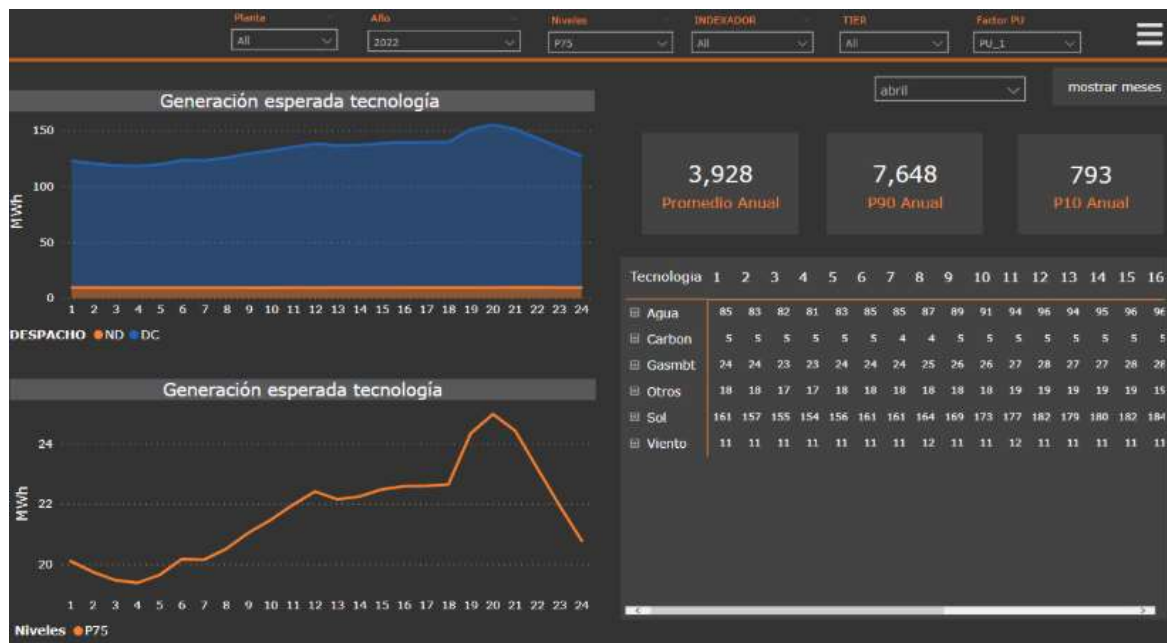 Planta Año Niveles INDEXADOR TIER Factor PU
All 2022 P75 All All PU_1
abril mostrar meses
Generación esperada tecnología
150
100
50
0
MWh
1 2 3 4 5 6 7 8 9 10 11 12 13 14 15 16 17 18 19 20 21 22 23 24
DESPACHO ND DC
3,928 7,648 793
Promedio Anual P90 Anual P10 Anual
Generación esperada tecnología
24
22
20
MWh
1 2 3 4 5 6 7 8 9 10 11 12 13 14 15 16 17 18 19 20 21 22 23 24
Niveles P75
Tecnologia 1 2 3 4 5 6 7 8 9 10 11 12 13 14 15 16
Agua 85 83 82 81 83 85 85 87 89 91 94 96 94 95 96 96
Carbon 5 5 5 5 5 5 4 4 5 5 5 5 5 5 5 5
Gasmbt 24 24 23 23 24 24 24 25 26 26 27 28 27 27 28 28
Otros 18 18 17 17 18 18 18 18 18 18 19 19 19 19 19 19
Sol 161 157 155 154 156 161 161 164 169 173 177 182 179 180 182 184
Viento 11 11 11 11 11 11 11 12 11 11 12 11 11 11 11 11